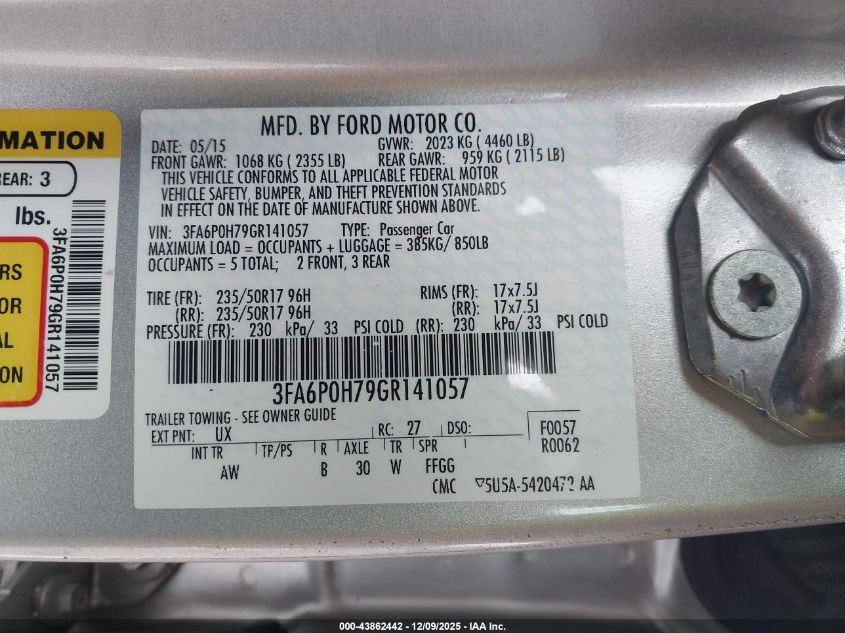 MATION
REAR: 3
lbs.
3FA6P0H79GR141057
RS
OR
AL
ON
MFD. BY FORD MOTOR CO.
DATE: 05/15 GVWR: 2023 KG ( 4460 LB)
FRONT GAWR: 1068 KG ( 2355 LB) REAR GAWR: 959 KG ( 2115 LB)
THIS VEHICLE CONFORMS TO ALL APPLICABLE FEDERAL MOTOR
VEHICLE SAFETY, BUMPER, AND THEFT PREVENTION STANDARDS
IN EFFECT ON THE DATE OF MANUFACTURE SHOWN ABOVE.
VIN: 3FA6P0H79GR141057 TYPE: Passenger Car
MAXIMUM LOAD = OCCUPANTS + LUGGAGE = 385KG/ 850LB
OCCUPANTS = 5 TOTAL; 2 FRONT, 3 REAR
TIRE (FR): 235/50R17 96H RIMS (FR): 17x7.5J
(RR): 235/50R17 96H (RR): 17x7.5J
PRESSURE (FR): 230 kPa/ 33 PSI COLD (RR): 230 kPa/ 33 PSI COLD
3FA6P0H79GR141057
TRAILER TOWING - SEE OWNER GUIDE
EXT PNT: UX RC: 27 DSO: F0057
R0062
INT TR TP/PS R AXLE TR SPR
AW B 30 W FFGG
CMC 5U5A-5420472 AA
000-43862442 - 12/09/2025 - IAA Inc.